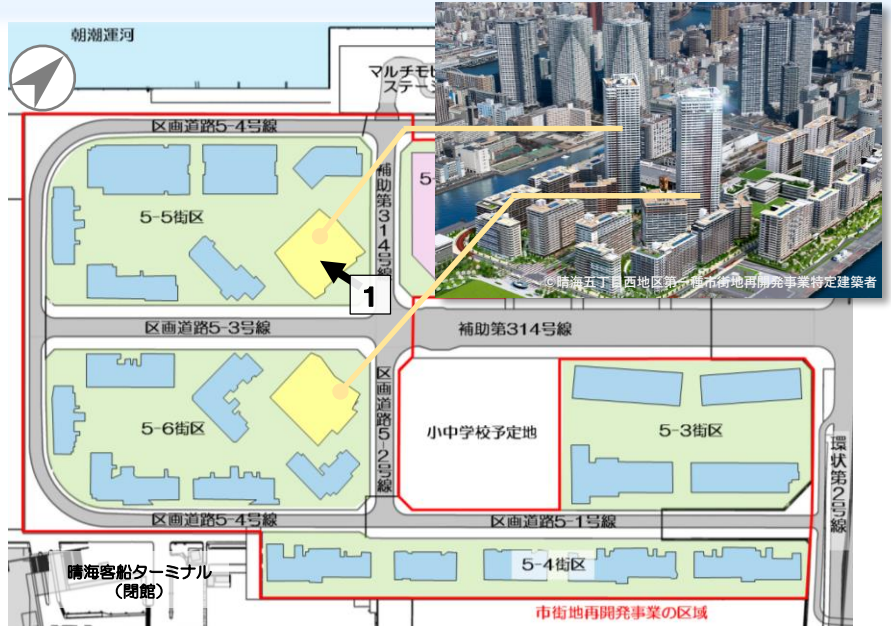 朝潮運河
マルチモビ
ステーシ
区画道路5-4号線
補助第314号線
5-5街区
5-
©晴海五丁目西地区第一種市街地再開発事業特定建築者
1
区画道路5-3号線
補助第314号線
区画道路5-2号線
5-6街区
小中学校予定地
5-3街区
環状第2号線
区画道路5-4号線
区画道路5-1号線
晴海客船ターミナル
（閉館）
5-4街区
市街地再開発事業の区域